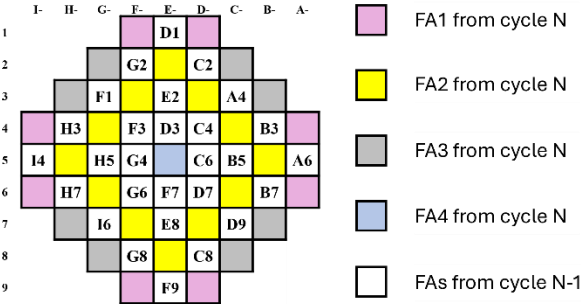 I- H- G- F- E- D- C- B- A-
1 D1
2 G2 C2
3 F1 E2 A4
4 H3 F3 D3 C4 B3
5 I4 H5 G4 C6 B5 A6
6 H7 G6 F7 D7 B7
7 I6 E8 D9
8 G8 C8
9 F9
FA1 from cycle N
FA2 from cycle N
FA3 from cycle N
FA4 from cycle N
FAs from cycle N-1